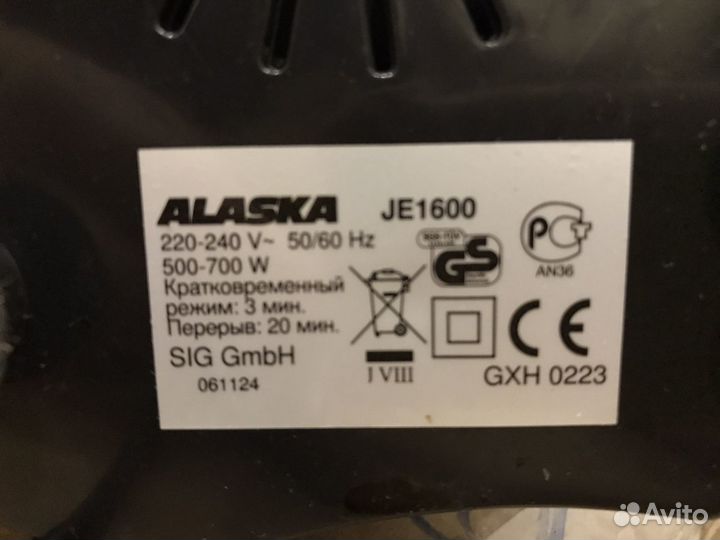 ALASKA JE1600
220-240 V~ 50/60 Hz
500-700 W
Кратковременный
режим: 3 мин.
Перерыв: 20 мин.
SIG GmbH
061124
GS
PC
АИ36
J VIII
CE
GXH 0223
Avito